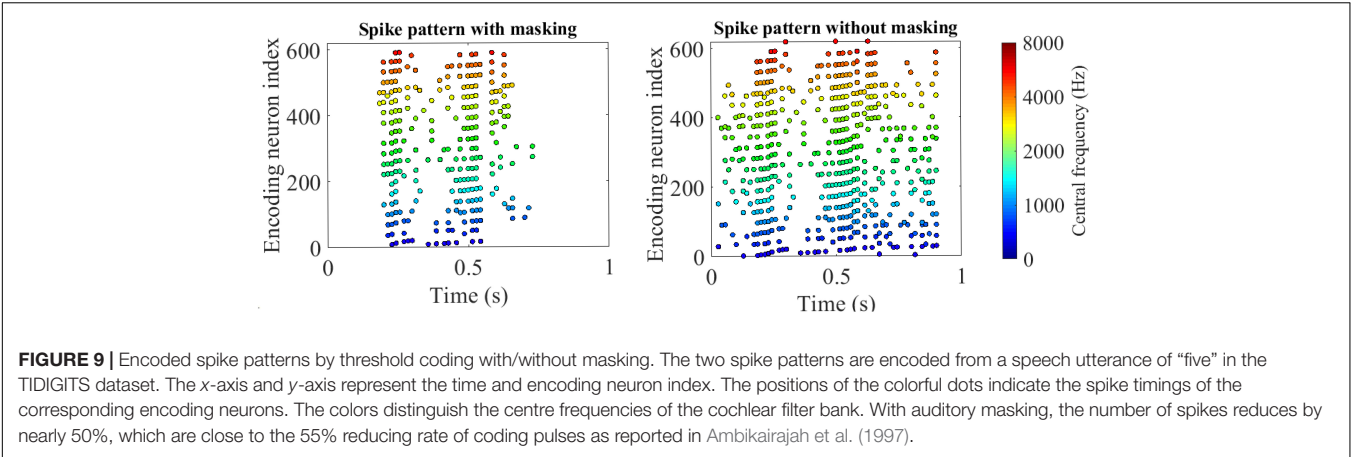 Spike pattern with masking
Spike pattern without masking
600
400
200
0
Encoding neuron index
0
0.5
1
Time (s)
600
400
200
0
Encoding neuron index
0
0.5
1
Time (s)
8000
4000
2000
1000
0
Central frequency (Hz)
FIGURE 9 | Encoded spike patterns by threshold coding with/without masking. The two spike patterns are encoded from a speech utterance of “five” in the
TIDIGITS dataset. The x-axis and y-axis represent the time and encoding neuron index. The positions of the colorful dots indicate the spike timings of the
corresponding encoding neurons. The colors distinguish the centre frequencies of the cochlear filter bank. With auditory masking, the number of spikes reduces by
nearly 50%, which are close to the 55% reducing rate of coding pulses as reported in Ambikairajah et al. (1997).